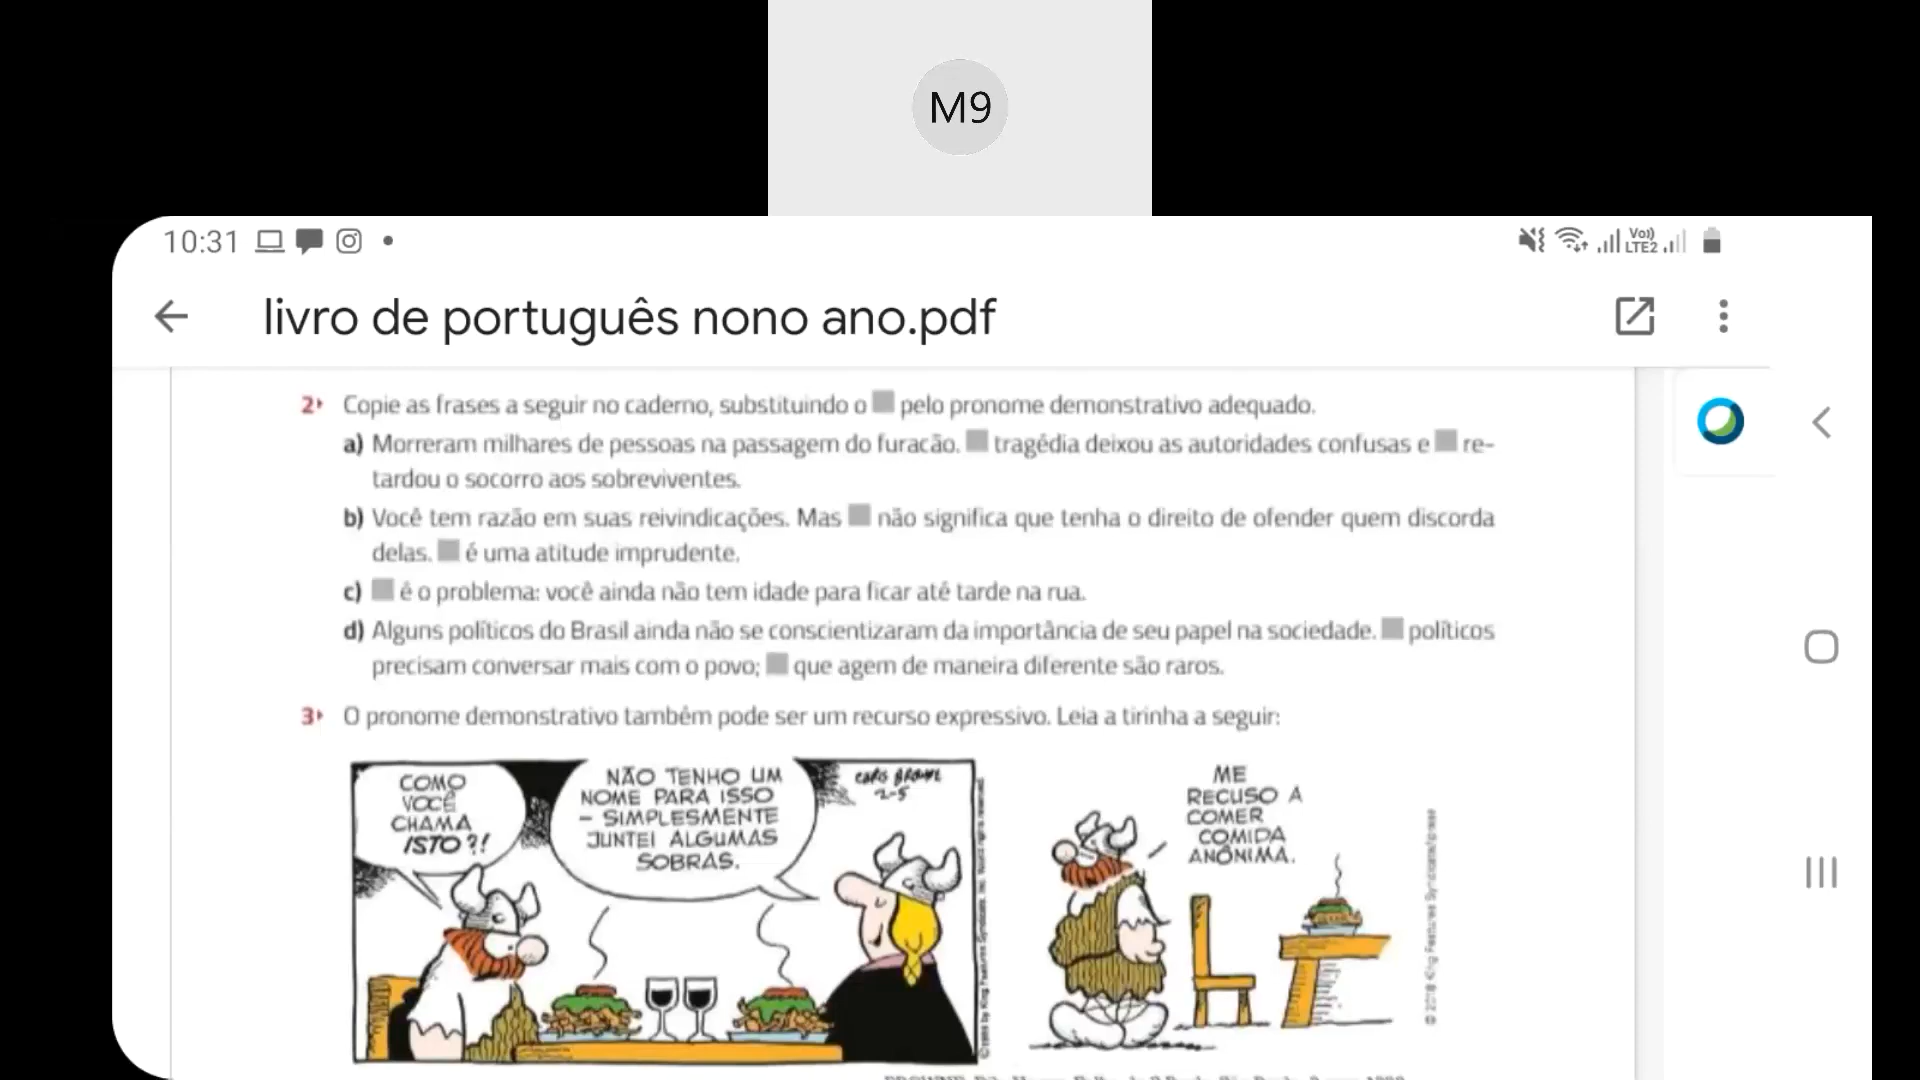 M9
10:31
Vo))
LTE2
livro de português nono ano.pdf
2 Copie as frases a seguir no caderno, substituindo o pelo pronome demonstrativo adequado.
a) Morreram milhares de pessoas na passagem do furacão. tragédia deixou as autoridades confusas e re-
tardou o socorro aos sobreviventes.
b) Você tem razão em suas reivindicações. Mas não significa que tenha o direito de ofender quem discorda
delas. é uma atitude imprudente.
c) é o problema: você ainda não tem idade para ficar até tarde na rua.
d) Alguns políticos do Brasil ainda não se conscientizaram da importância de seu papel na sociedade. políticos
precisam conversar mais com o povo; que agem de maneira diferente são raros.
3 O pronome demonstrativo também pode ser um recurso expressivo. Leia a tirinha a seguir:
COMO
VOCÊ
CHAMA
ISTO?!
NÃO TENHO UM
NOME PARA ISSO
– SIMPLESMENTE
JUNTEI ALGUMAS
SOBRAS.
CHRIS BROWNE
2-5
ME
RECUSO A
COMER
COMIDA
ANÔNIMA.